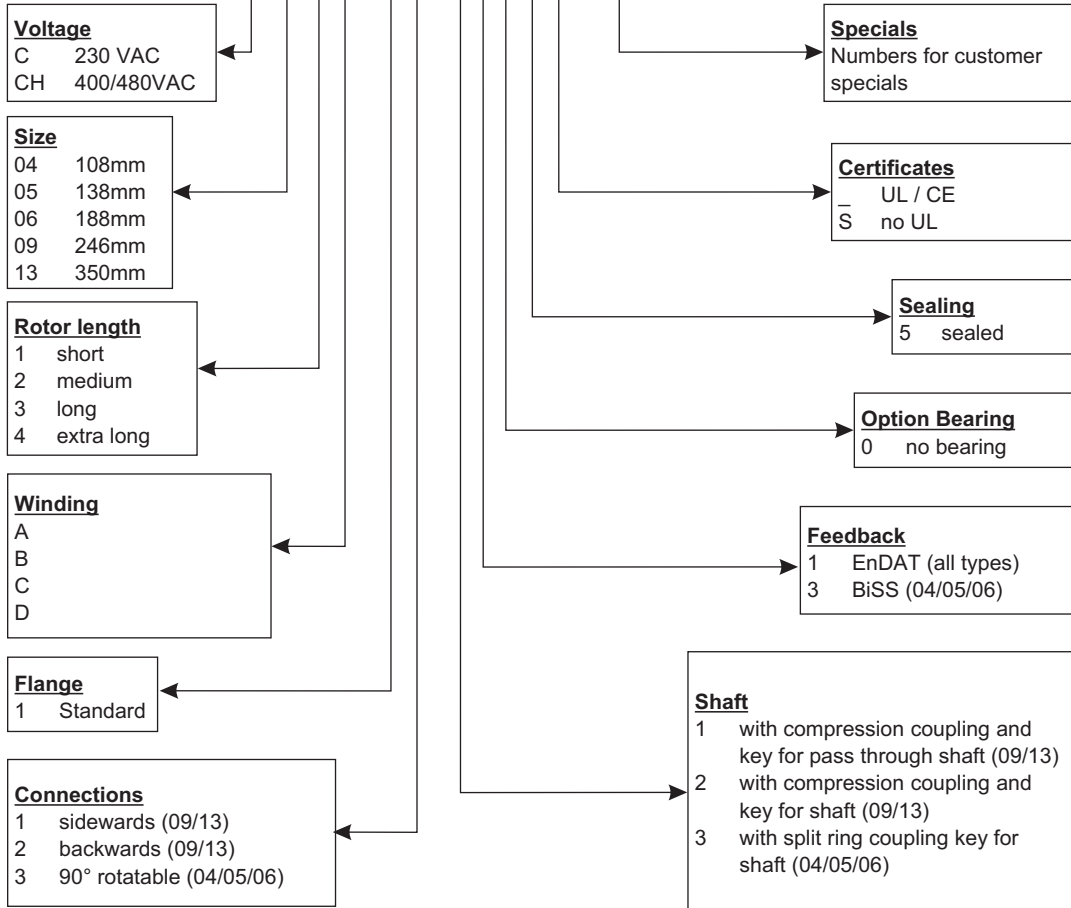 Voltage
C 230 VAC
CH 400/480VAC
Size
04 108mm
05 138mm
06 188mm
09 246mm
13 350mm
Rotor length
1 short
2 medium
3 long
4 extra long
Winding
A
B
C
D
Flange
1 Standard
Connections
1 sidewards (09/13)
2 backwards (09/13)
3 90° rotatable (04/05/06)
Specials
Numbers for customer
specials
Certificates
_ UL / CE
S no UL
Sealing
5 sealed
Option Bearing
0 no bearing
Feedback
1 EnDAT (all types)
3 BiSS (04/05/06)
Shaft
1 with compression coupling and
key for pass through shaft (09/13)
2 with compression coupling and
key for shaft (09/13)
3 with split ring coupling key for
shaft (04/05/06)